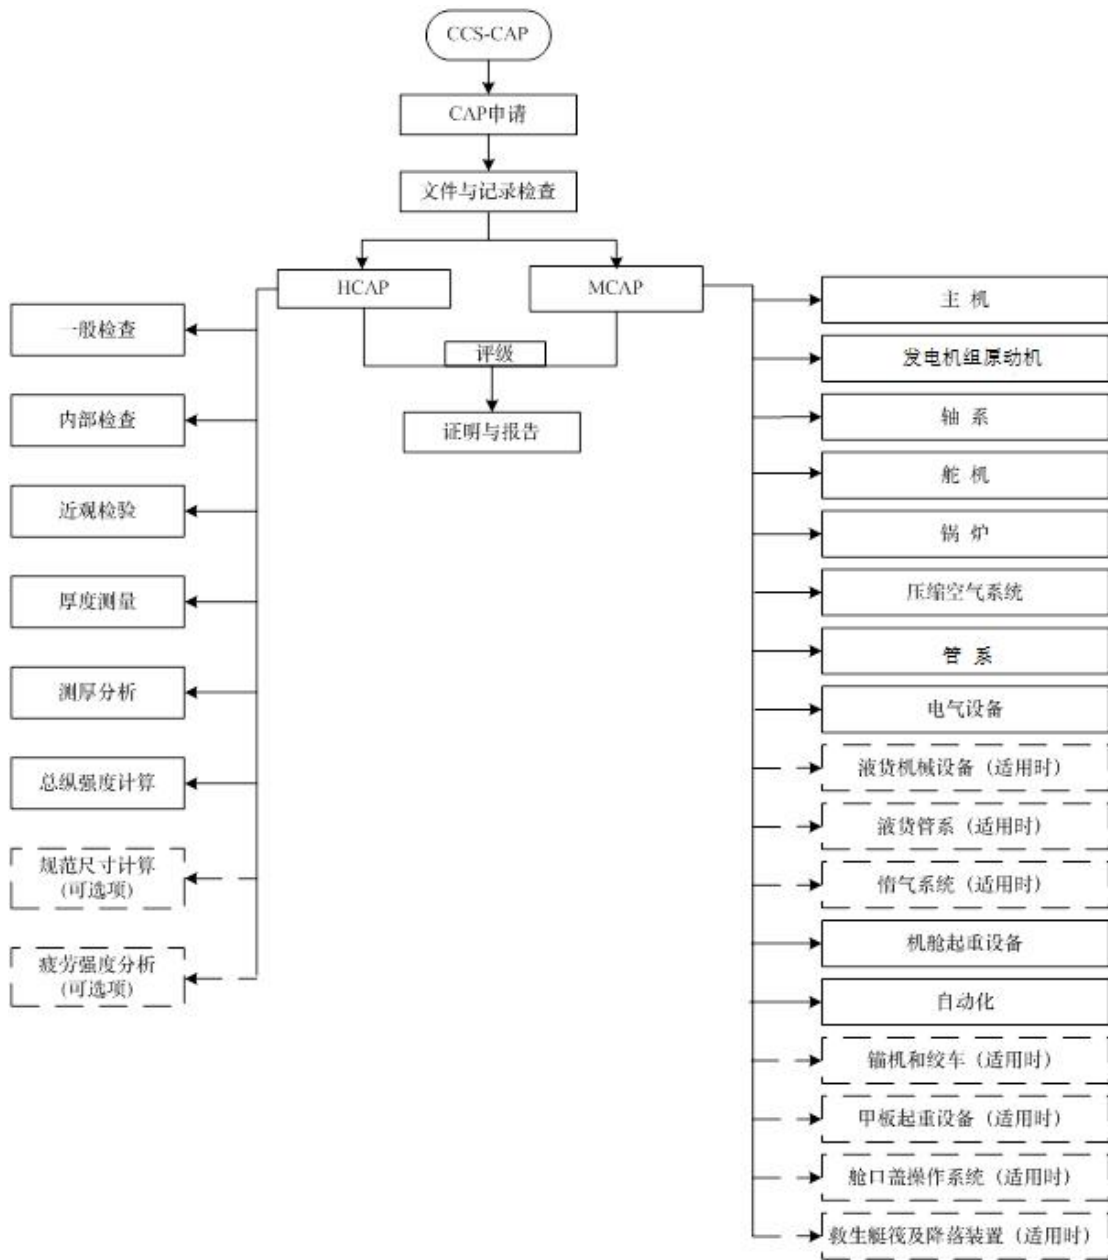 CCS-CAP
CAP申请
文件与记录检查
HCAP
MCAP
评级
证明与报告
一般检查
内部检查
近观检验
厚度测量
测厚分析
总纵强度计算
规范尺寸计算
(可选项)
疲劳强度分析
(可选项)
主 机
发电机组原动机
轴 系
舵 机
锅 炉
压缩空气系统
管 系
电气设备
液货机械设备 (适用时)
液货管系 (适用时)
惰气系统 (适用时)
机舱起重设备
自动化
锚机和绞车 (适用时)
甲板起重设备 (适用时)
舱口盖操作系统 (适用时)
救生艇筏及降落装置 (适用时)